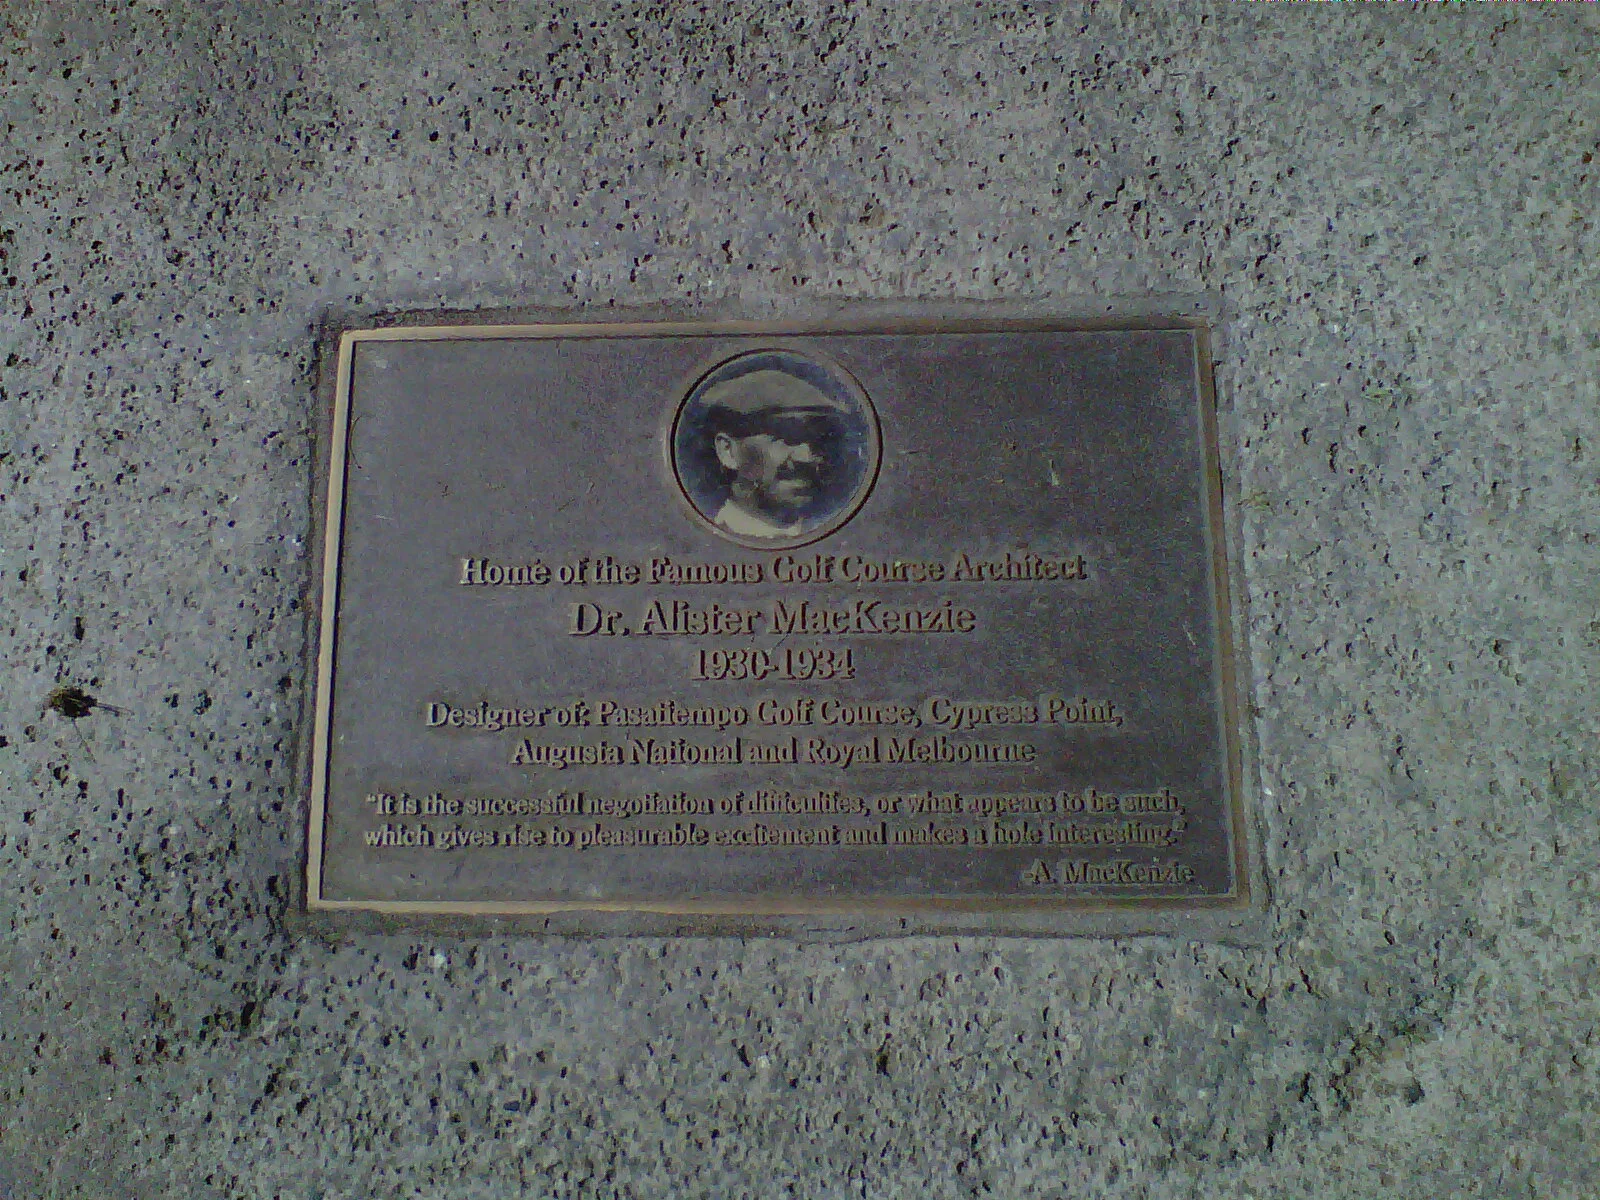 Home of the Famous Golf Course Architect
Dr. Alister MacKenzie
1930-1934
Designer of: Pasatiempo Golf Course, Cypress Point,
Augusta National and Royal Melbourne
"It is the successful negotiation of difficulties, or what appears to be such,
which gives rise to pleasurable excitement and makes a hole interesting."
-A. MacKenzie